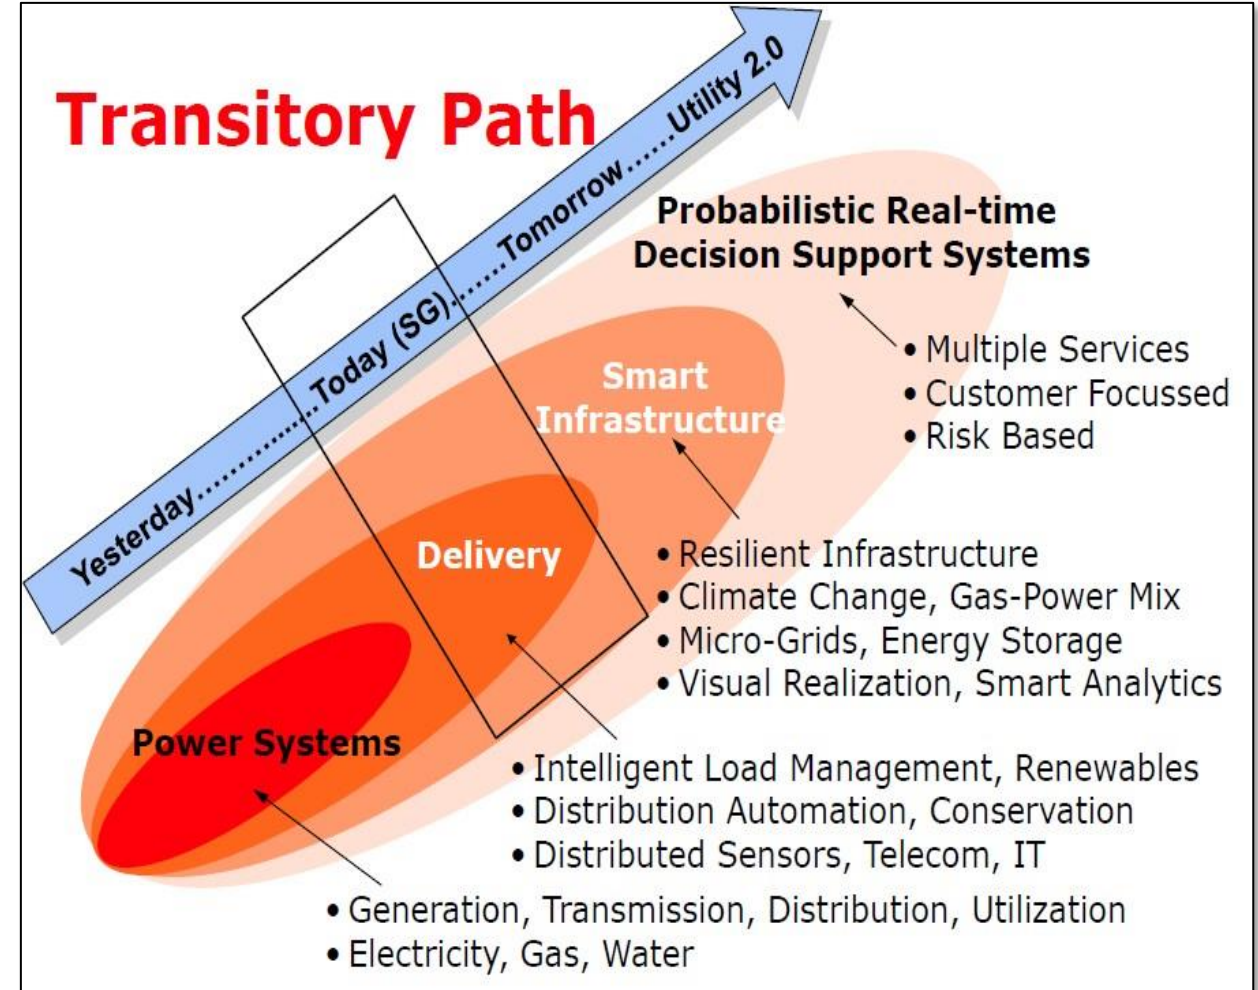 Transitory Path
Yesterday..............Today (SG).......Tomorrow......Utility 2.0
Probabilistic Real-time
Decision Support Systems
• Multiple Services
• Customer Focussed
• Risk Based
Smart
Infrastructure
• Resilient Infrastructure
• Climate Change, Gas-Power Mix
• Micro-Grids, Energy Storage
• Visual Realization, Smart Analytics
Delivery
• Intelligent Load Management, Renewables
• Distribution Automation, Conservation
• Distributed Sensors, Telecom, IT
Power Systems
• Generation, Transmission, Distribution, Utilization
• Electricity, Gas, Water